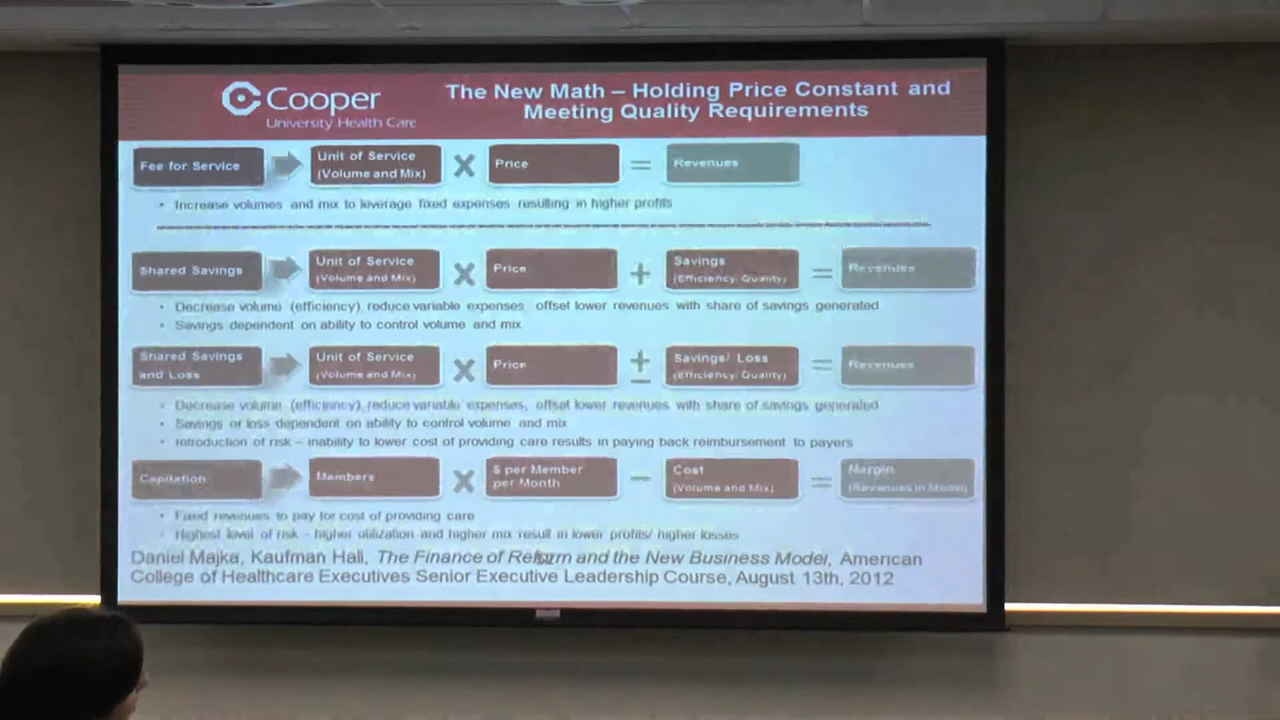 Cooper
University Health Care
The New Math – Holding Price Constant and
Meeting Quality Requirements
Fee for Service
Unit of Service
(Volume and Mix)
X
Price
=
Revenues
• Increase volumes and mix to leverage fixed expenses resulting in higher profits
Shared Savings
Unit of Service
(Volume and Mix)
X
Price
+
Savings
(Efficiency, Quality)
=
Revenues
• Decrease volume (efficiency), reduce variable expenses, offset lower revenues with share of savings generated
• Savings dependent on ability to control volume and mix
Shared Savings
and Loss
Unit of Service
(Volume and Mix)
X
Price
±
Savings/ Loss
(Efficiency, Quality)
=
Revenues
• Decrease volume (efficiency), reduce variable expenses, offset lower revenues with share of savings generated
• Savings or loss dependent on ability to control volume and mix
• Introduction of risk – inability to lower cost of providing care results in paying back reimbursement to payers
Capitation
Members
X
$ per Member
per Month
–
Cost
(Volume and Mix)
=
Margin
(Revenues in Model)
• Fixed revenues to pay for cost of providing care
• Highest level of risk – higher utilization and higher mix result in lower profits/ higher losses
Daniel Majka, Kaufman Hall, The Finance of Reform and the New Business Model, American
College of Healthcare Executives Senior Executive Leadership Course, August 13th, 2012